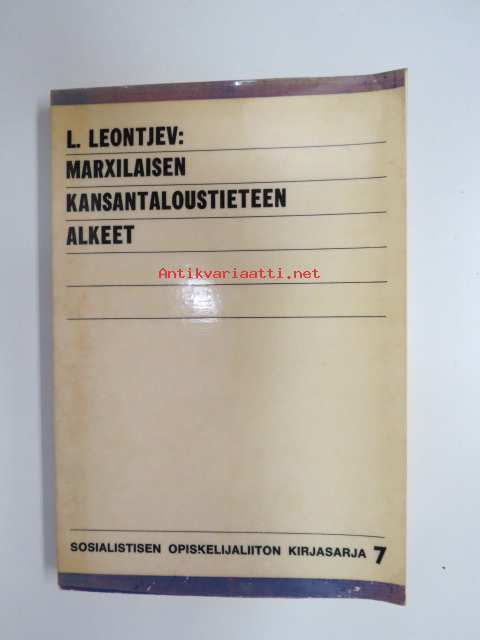 L. LEONTJEV:
MARXILAISEN
KANSANTALOUSTIETEEN
ALKEET
Antikvariaatti.net
SOSIALISTISEN OPISKELIJALIITON KIRJASARJA 7